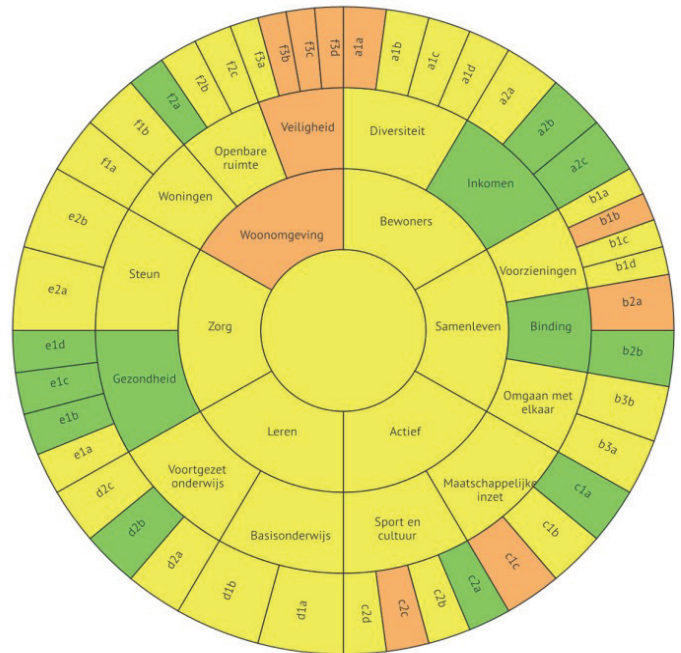 f3d
f3c
f3b
f3a
f2c
f2b
f2a
f1b
f1a
e2b
e2a
e1d
e1c
e1b
e1a
d2c
d2b
d2a
d1b
d1a
c2d
c2c
c2b
c2a
c1c
c1b
c1a
b3a
b3b
b2b
b2a
b1d
b1c
b1b
b1a
a2c
a2b
a2a
a1d
a1c
a1b
a1a
Veiligheid
Diversiteit
Openbare
ruimte
Inkomen
Woningen
Woonomgeving
Bewoners
Voorzieningen
Steun
Zorg
Samenleven
Binding
Gezondheid
Omgaan met
elkaar
Leren
Actief
Voortgezet
onderwijs
Maatschappelijke
inzet
Basisonderwijs
Sport en
cultuur